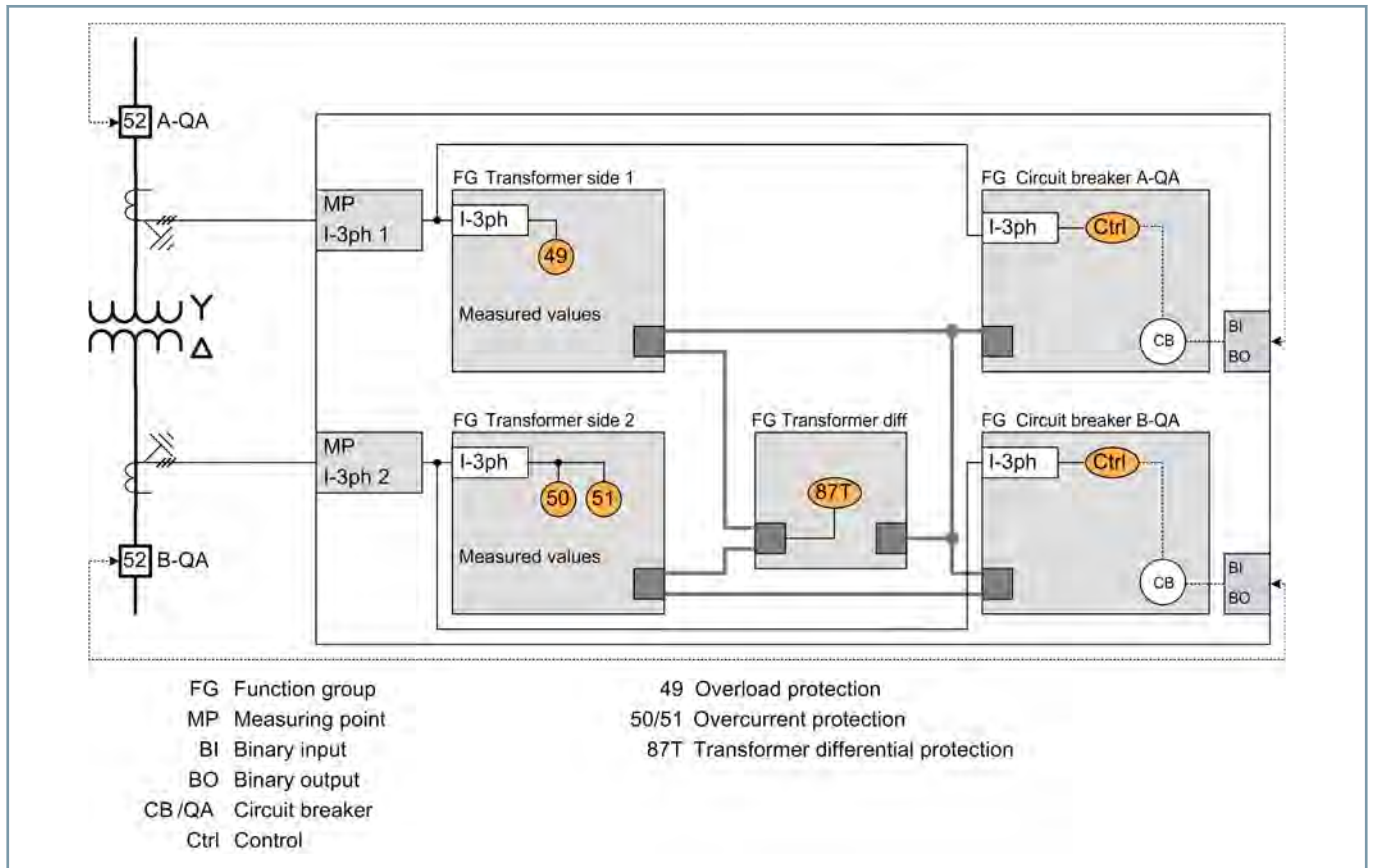 52 A-QA
Y
Δ
52 B-QA
MP
I-3ph 1
FG Transformer side 1
I-3ph
49
Measured values
FG Circuit breaker A-QA
I-3ph
Ctrl
CB
BI
BO
MP
I-3ph 2
FG Transformer side 2
I-3ph
50
51
Measured values
FG Transformer diff
87T
FG Circuit breaker B-QA
I-3ph
Ctrl
CB
BI
BO
FG Function group
MP Measuring point
BI Binary input
BO Binary output
CB /QA Circuit breaker
Ctrl Control
49 Overload protection
50/51 Overcurrent protection
87T Transformer differential protection